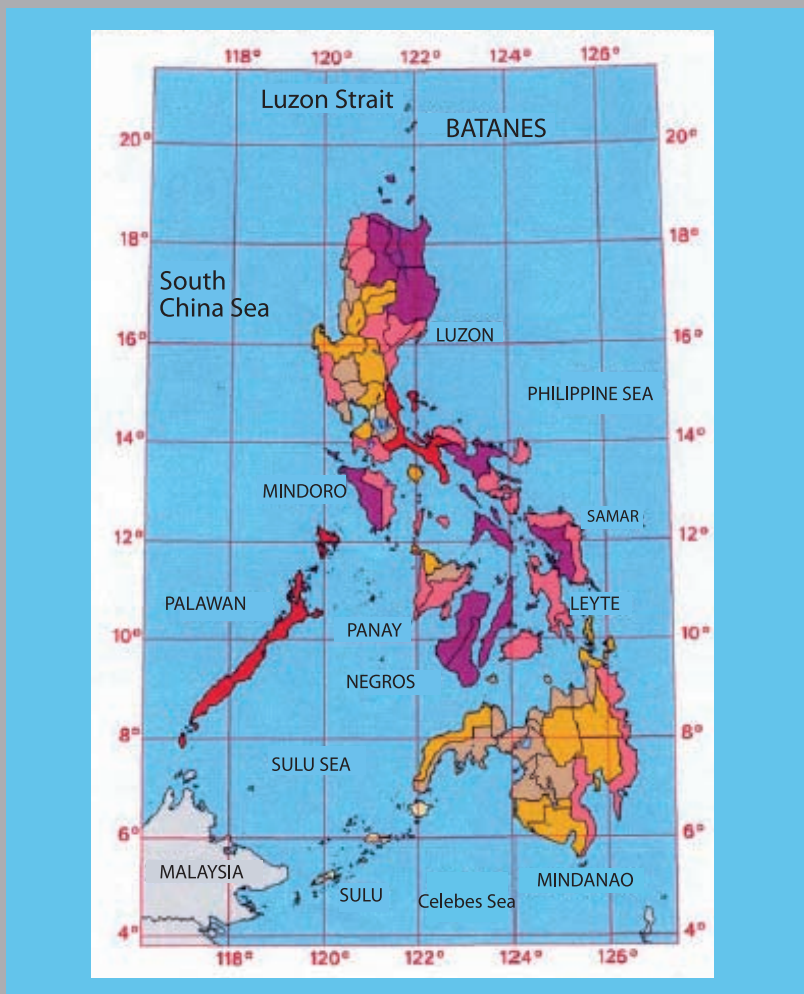 118° 120° 122° 124° 126°
Luzon Strait
BATANES
20° 20°
18° 18°
South
China Sea
16° 16°
LUZON
PHILIPPINE SEA
14° 14°
MINDORO
SAMAR
12° 12°
PALAWAN
LEYTE
PANAY
10° 10°
NEGROS
8° 8°
SULU SEA
6° 6°
MALAYSIA
MINDANAO
SULU
Celebes Sea
4° 4°
118° 120° 122° 124° 126°